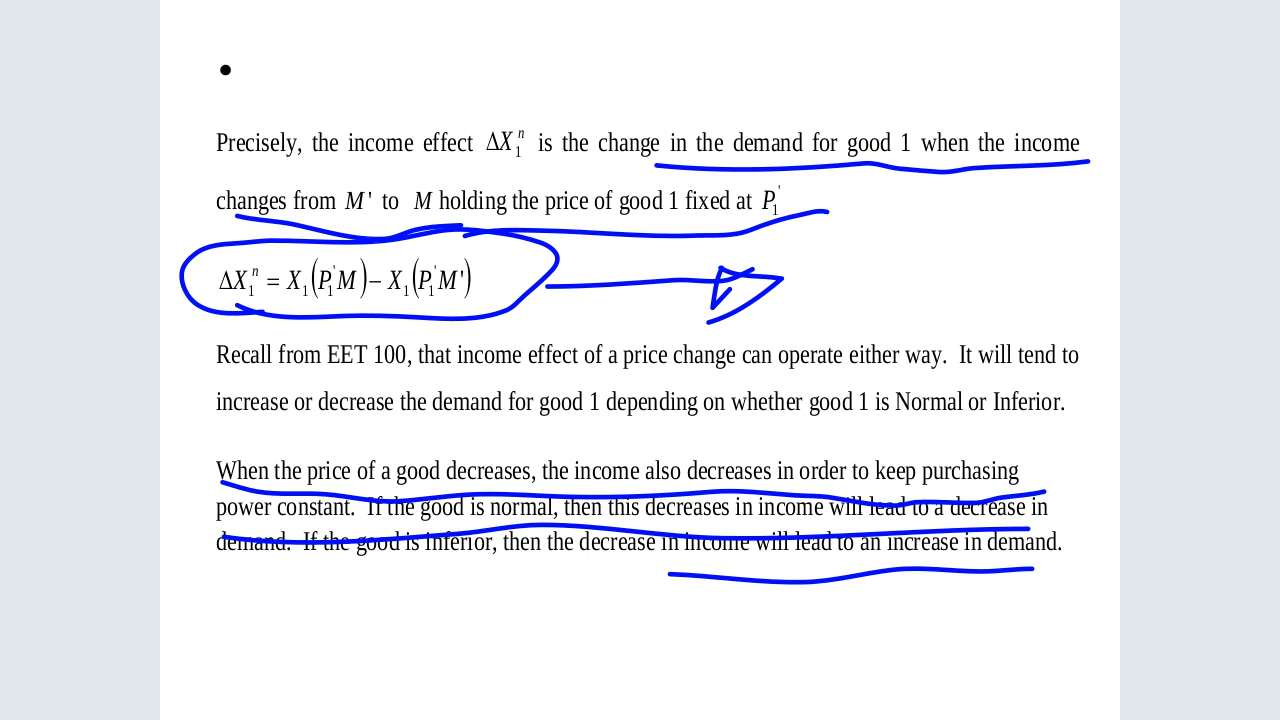 Precisely, the income effect ΔX₁ⁿ is the change in the demand for good 1 when the income
changes from M ' to M holding the price of good 1 fixed at P₁'
ΔX₁ⁿ = X₁(P₁'M) − X₁(P₁'M')
Recall from EET 100, that income effect of a price change can operate either way. It will tend to
increase or decrease the demand for good 1 depending on whether good 1 is Normal or Inferior.
When the price of a good decreases, the income also decreases in order to keep purchasing
power constant. If the good is normal, then this decreases in income will lead to a decrease in
demand. If the good is inferior, then the decrease in income will lead to an increase in demand.